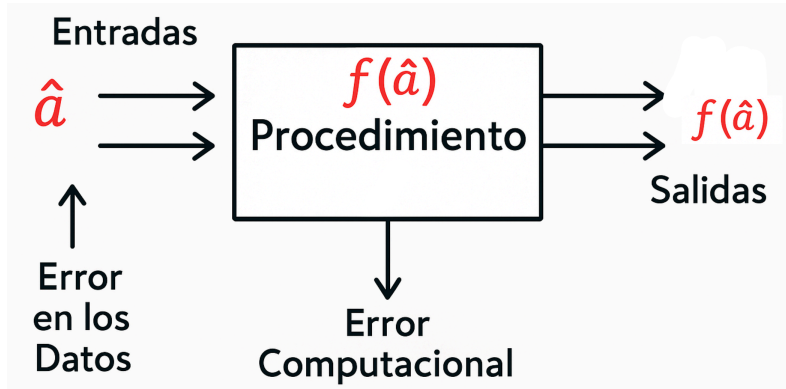 Entradas
â
f(â)
Procedimiento
f(â)
Salidas
Error
en los
Datos
Error
Computacional